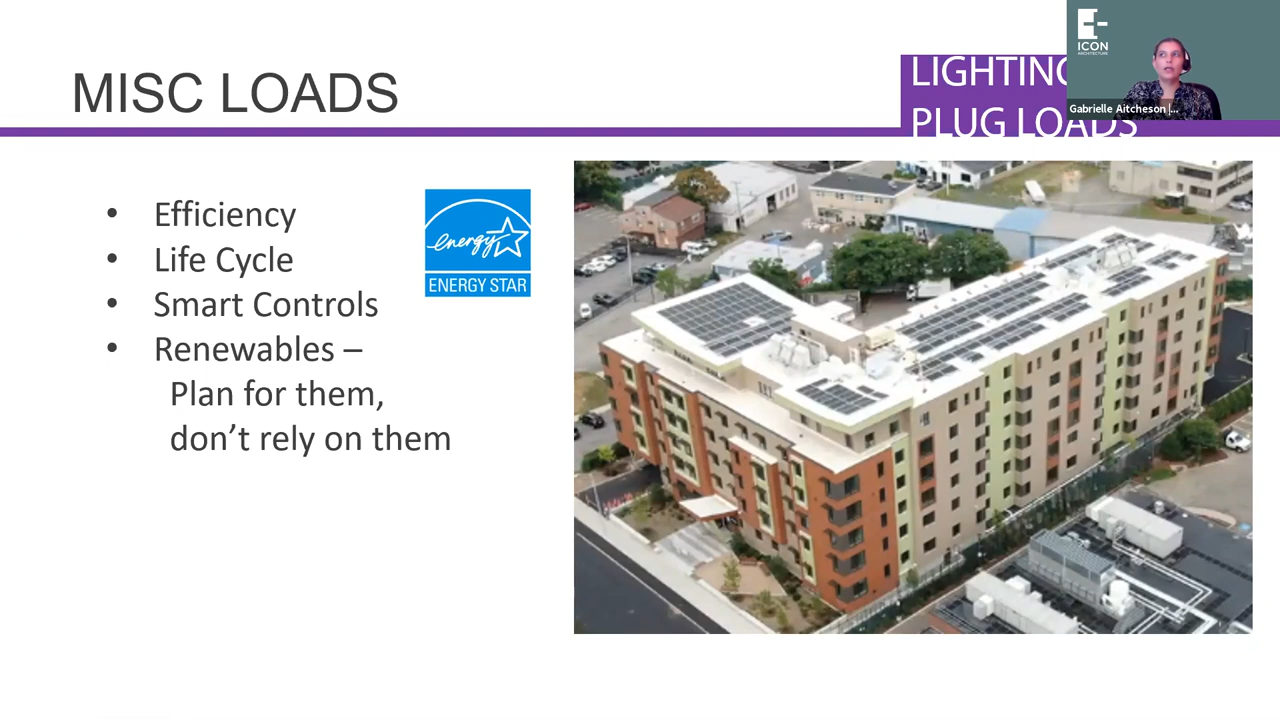 MISC LOADS
LIGHTING
PLUG LOADS
E-
ICON
ARCHITECTURE
Gabrielle Aitcheson |...
• Efficiency
• Life Cycle
• Smart Controls
• Renewables –
Plan for them,
don’t rely on them
energy
ENERGY STAR